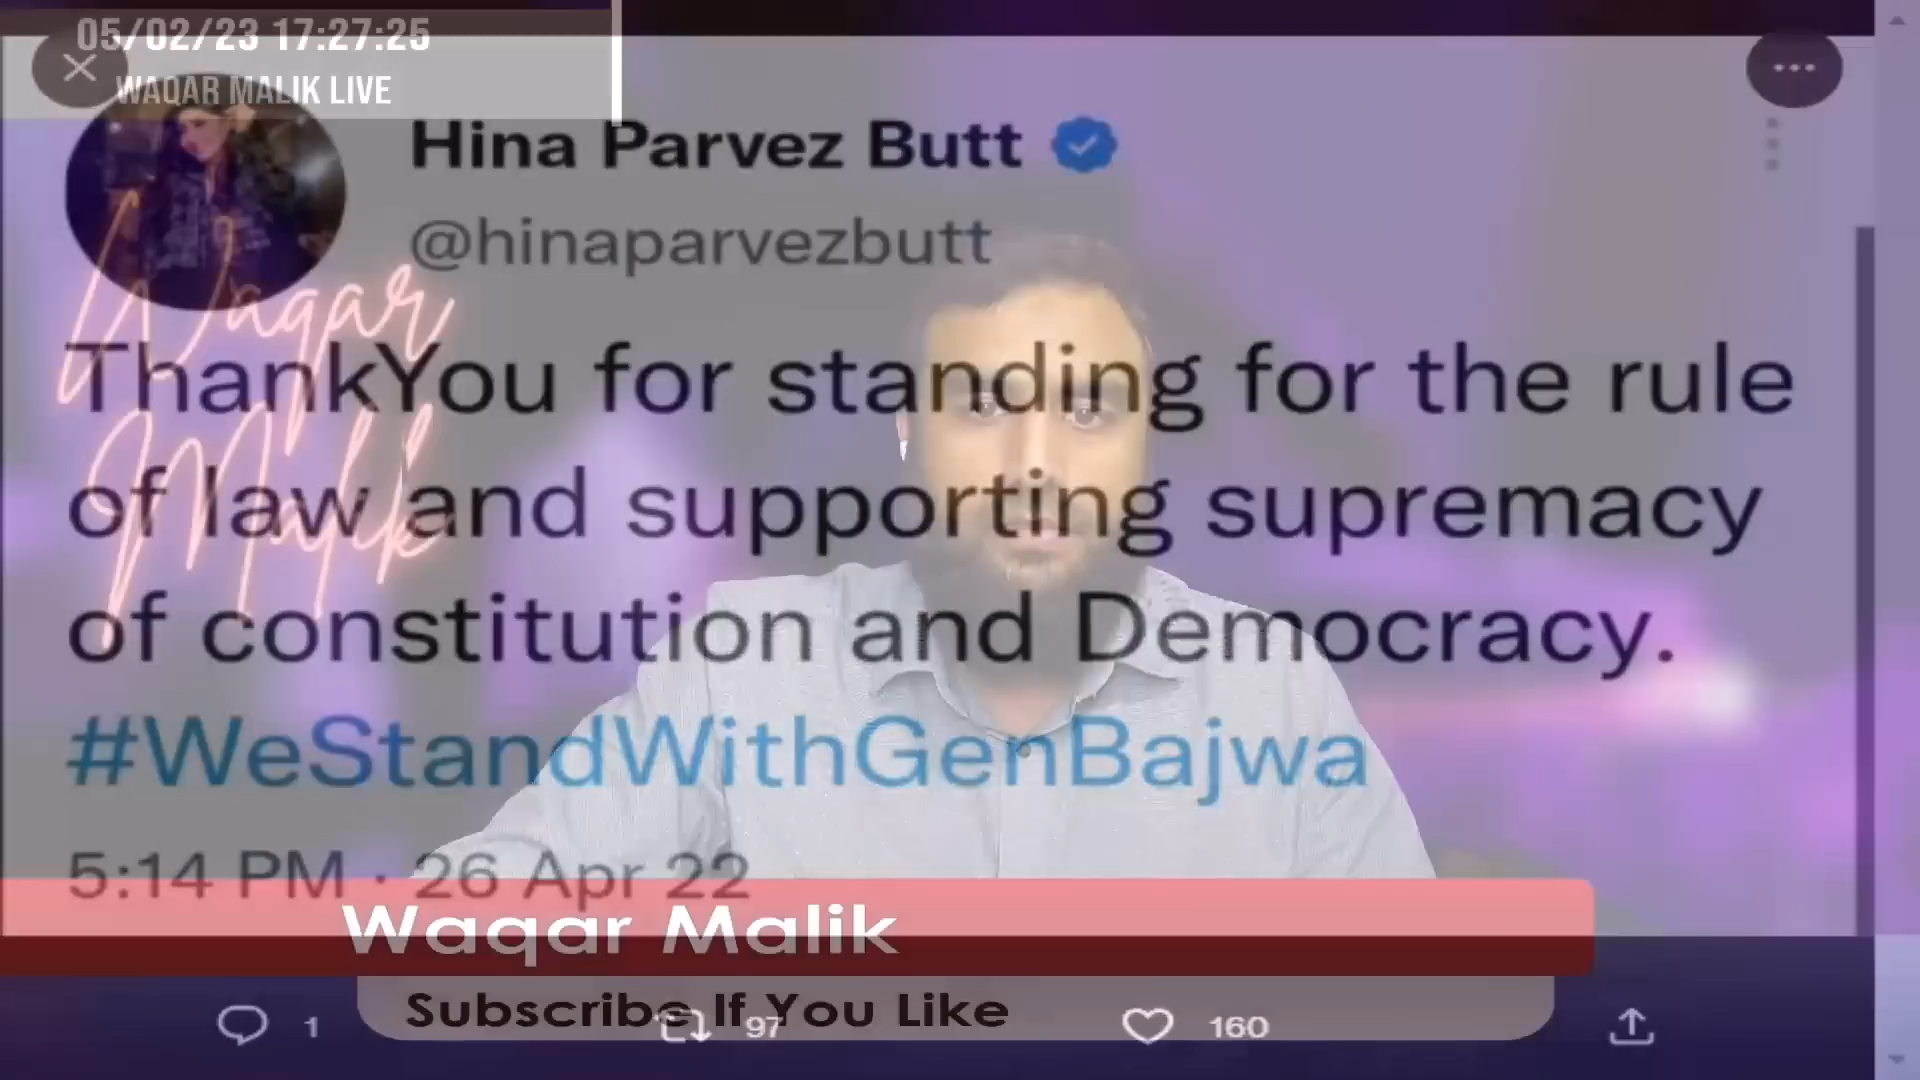 05/02/23 17:27:25
WAQAR MALIK LIVE
Hina Parvez Butt
@hinaparvezbutt
Waqar
Malik
ThankYou for standing for the rule
of law and supporting supremacy
of constitution and Democracy.
#WeStandWithGenBajwa
5:14 PM · 26 Apr 22
Waqar Malik
Subscribe If You Like
1
97
160